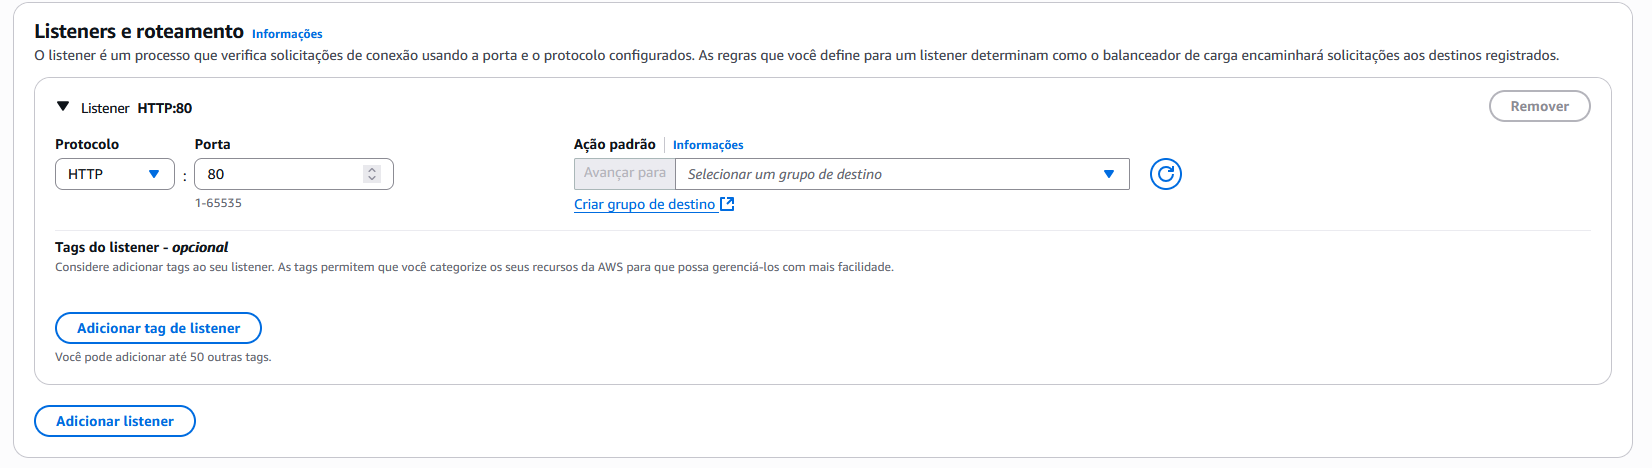 Listeners e roteamento Informações
O listener é um processo que verifica solicitações de conexão usando a porta e o protocolo configurados. As regras que você define para um listener determinam como o balanceador de carga encaminhará solicitações aos destinos registrados.
Listener HTTP:80
Remover
Protocolo
Porta
Ação padrão
Informações
HTTP
:
80
Avançar para
Selecionar um grupo de destino
1-65535
Criar grupo de destino
Tags do listener - opcional
Considere adicionar tags ao seu listener. As tags permitem que você categorize os seus recursos da AWS para que possa gerenciá-los com mais facilidade.
Adicionar tag de listener
Você pode adicionar até 50 outras tags.
Adicionar listener